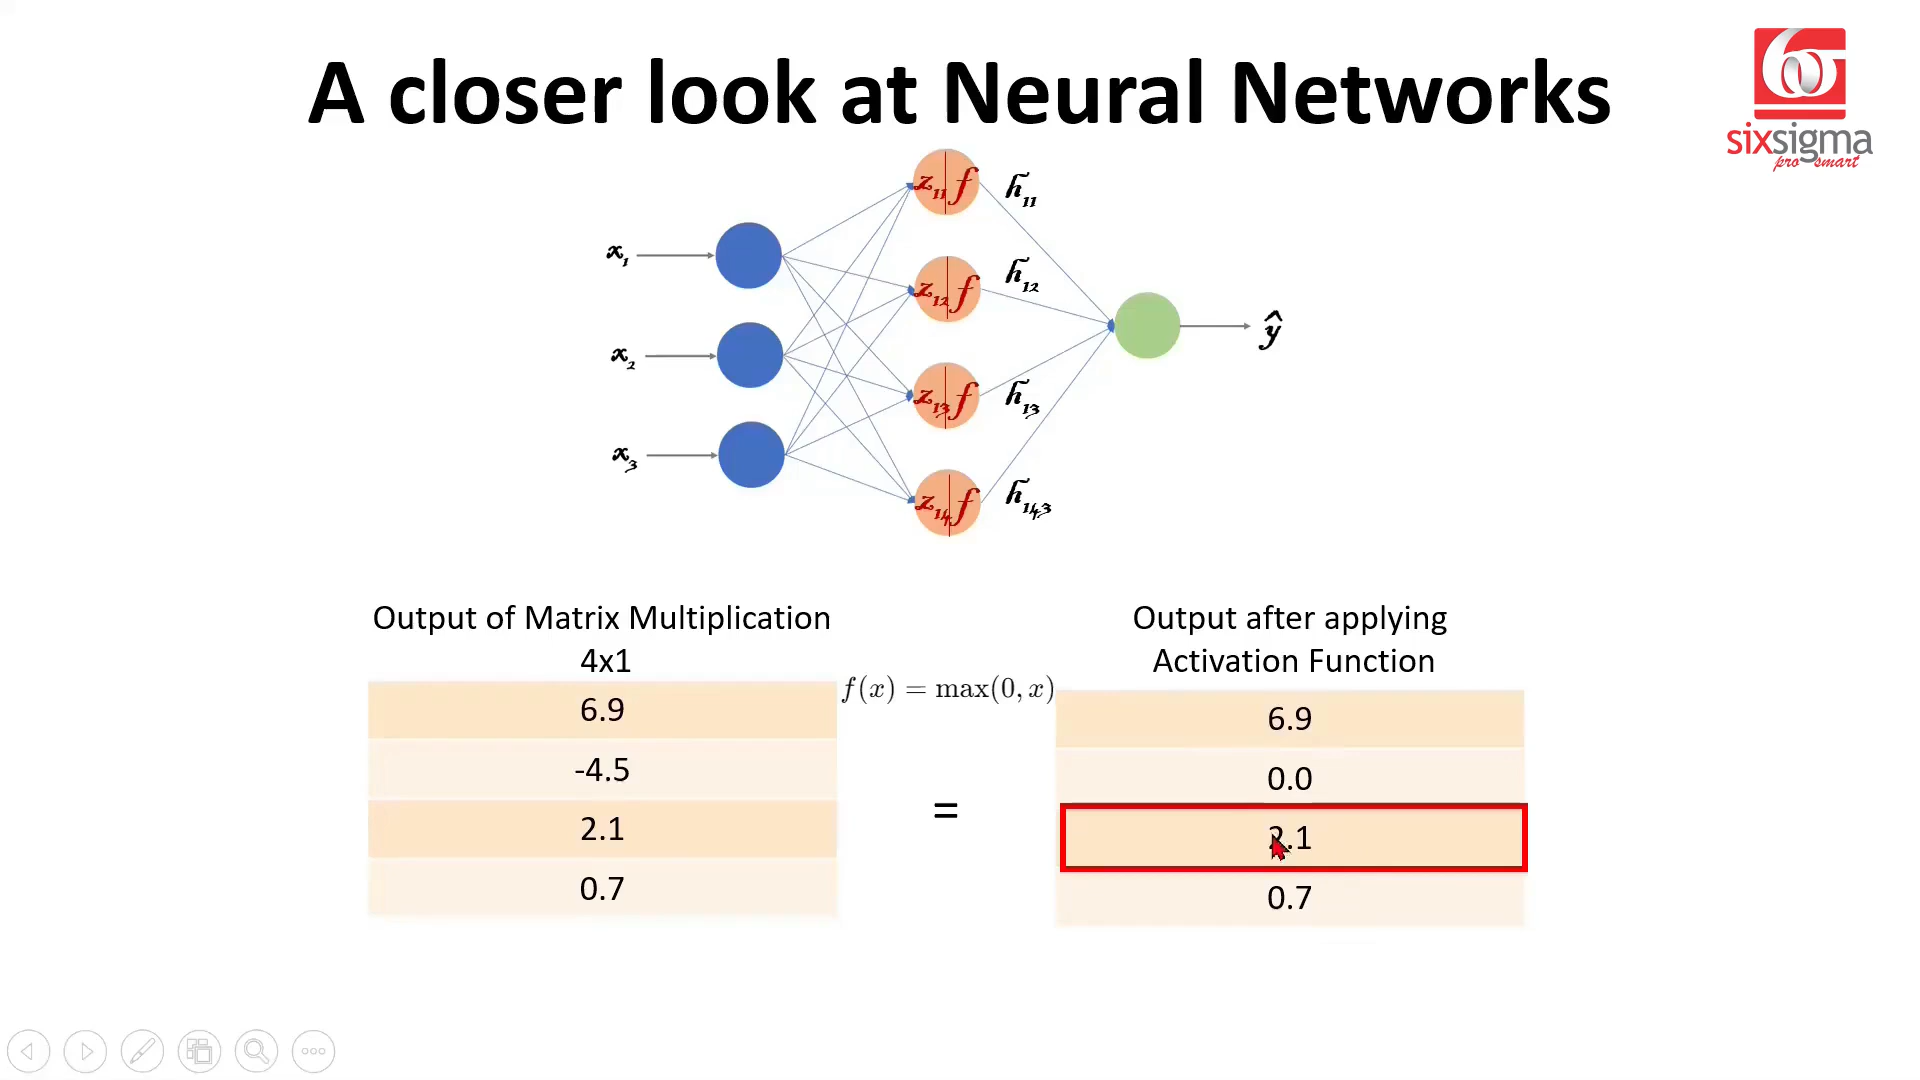 A closer look at Neural Networks
6σ
sixsigma
pro smart
z₁₁ f
h₁₁
x₁
z₁₂ f
h₁₂
ŷ
x₂
z₁₃ f
h₁₃
x₃
z₁₄ f
h₁₄₃
Output of Matrix Multiplication
4x1
Output after applying
Activation Function
f(x) = max(0, x)
6.9
-4.5
2.1
0.7
=
6.9
0.0
2.1
0.7